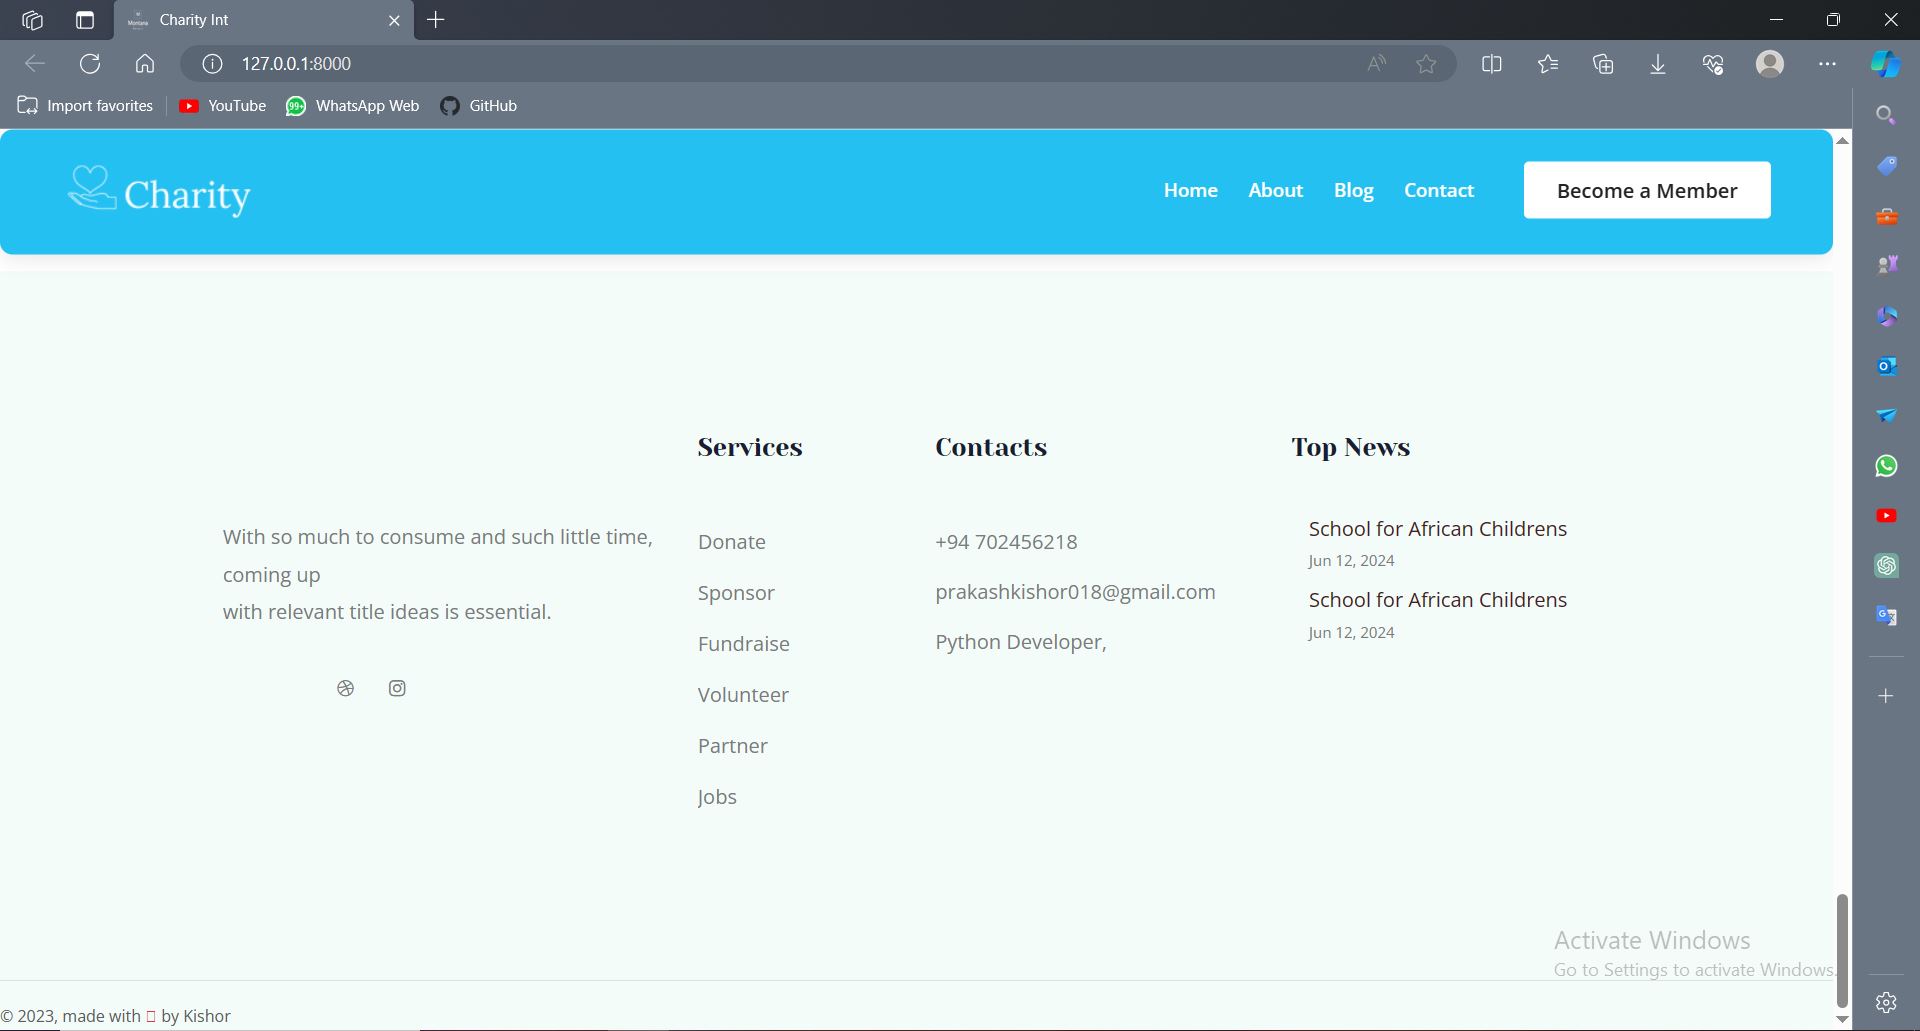 Charity Int
127.0.0.1:8000
Import favorites
YouTube
99+
WhatsApp Web
GitHub
Charity
Home
About
Blog
Contact
Become a Member
With so much to consume and such little time,
coming up
with relevant title ideas is essential.
Services
Donate
Sponsor
Fundraise
Volunteer
Partner
Jobs
Contacts
+94 702456218
prakashkishor018@gmail.com
Python Developer,
Top News
School for African Childrens
Jun 12, 2024
School for African Childrens
Jun 12, 2024
Activate Windows
Go to Settings to activate Windows.
© 2023, made with by Kishor